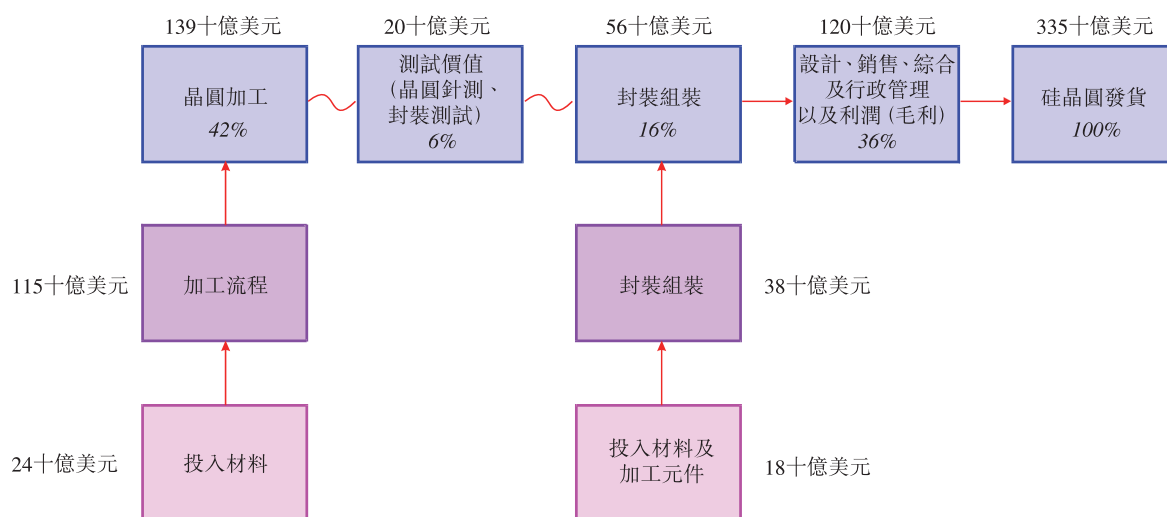 139十億美元
20十億美元
56十億美元
120十億美元
335十億美元
晶圓加工
42%
測試價值
(晶圓針測、
封裝測試)
6%
封裝組裝
16%
設計、銷售、綜合
及行政管理
以及利潤(毛利)
36%
硅晶圓發貨
100%
115十億美元
加工流程
封裝組裝
38十億美元
24十億美元
投入材料
投入材料及
加工元件
18十億美元